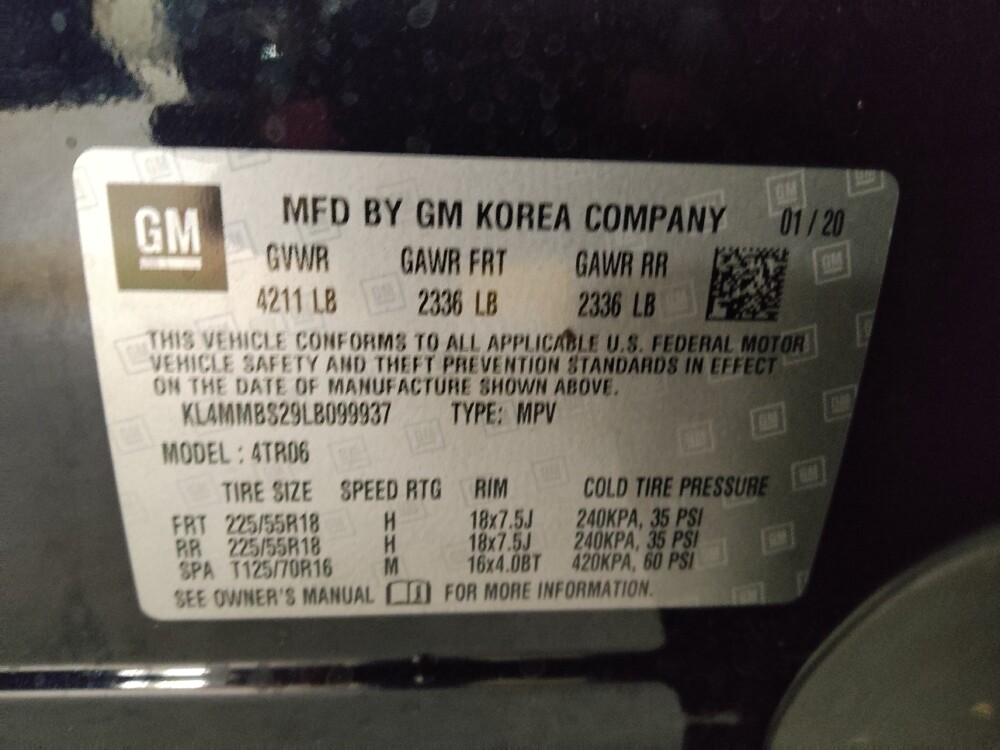 GM
MFD BY GM KOREA COMPANY 01 / 20
GVWR GAWR FRT GAWR RR
4211 LB 2336 LB 2336 LB
THIS VEHICLE CONFORMS TO ALL APPLICABLE U.S. FEDERAL MOTOR
VEHICLE SAFETY AND THEFT PREVENTION STANDARDS IN EFFECT
ON THE DATE OF MANUFACTURE SHOWN ABOVE.
KL4MMBS29LB099937 TYPE: MPV
MODEL : 4TR06
TIRE SIZE SPEED RTG RIM COLD TIRE PRESSURE
FRT 225/55R18 H 18x7.5J 240KPA, 35 PSI
RR 225/55R18 H 18x7.5J 240KPA, 35 PSI
SPA T125/70R16 M 16x4.0BT 420KPA, 60 PSI
SEE OWNER'S MANUAL FOR MORE INFORMATION.